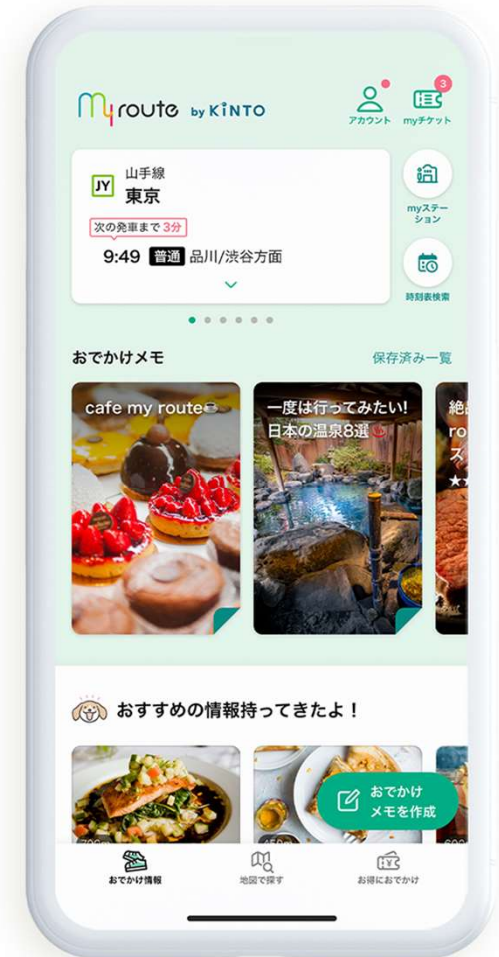 my route by KINTO
アカウント
3
myチケット
JY
山手線
東京
次の発車まで 3分
9:49 普通 品川/渋谷方面
myステー
ション
時刻表検索
おでかけメモ
保存済み一覧
cafe my route
一度は行ってみたい!
日本の温泉8選
絶
ro
ス
おすすめの情報持ってきたよ!
おでかけ
メモを作成
おでかけ情報
地図で探す
お得におでかけ